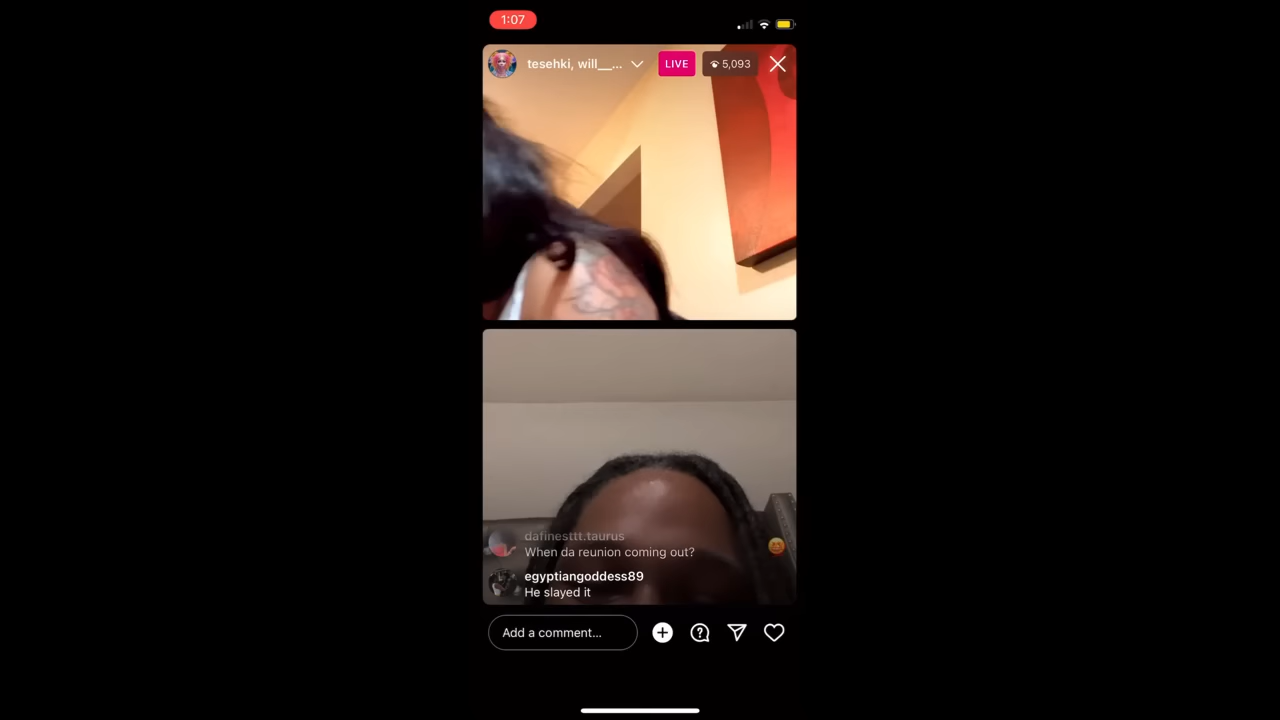 1:07
tesehki, will__...
LIVE
5,093
dafinesttt.taurus
When da reunion coming out?
egyptiangoddess89
He slayed it
Add a comment...